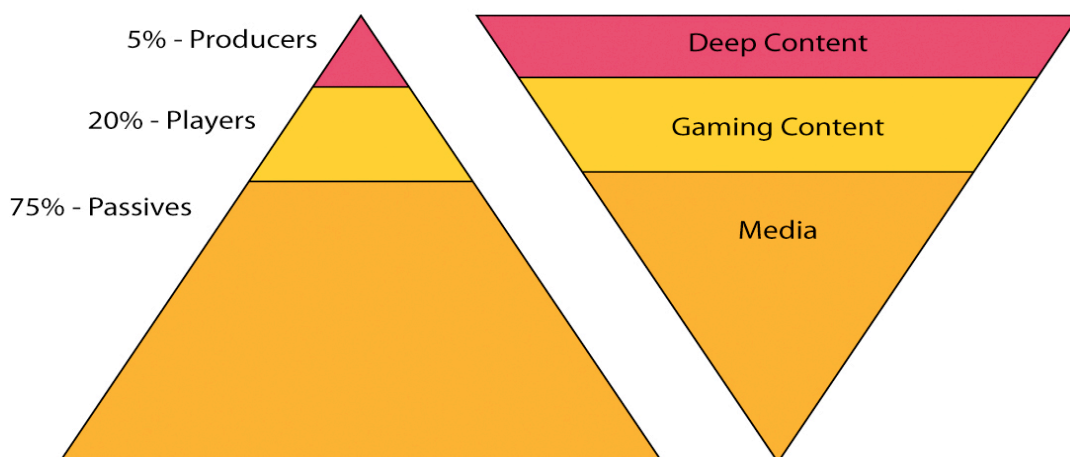 5% - Producers
Deep Content
20% - Players
Gaming Content
75% - Passives
Media